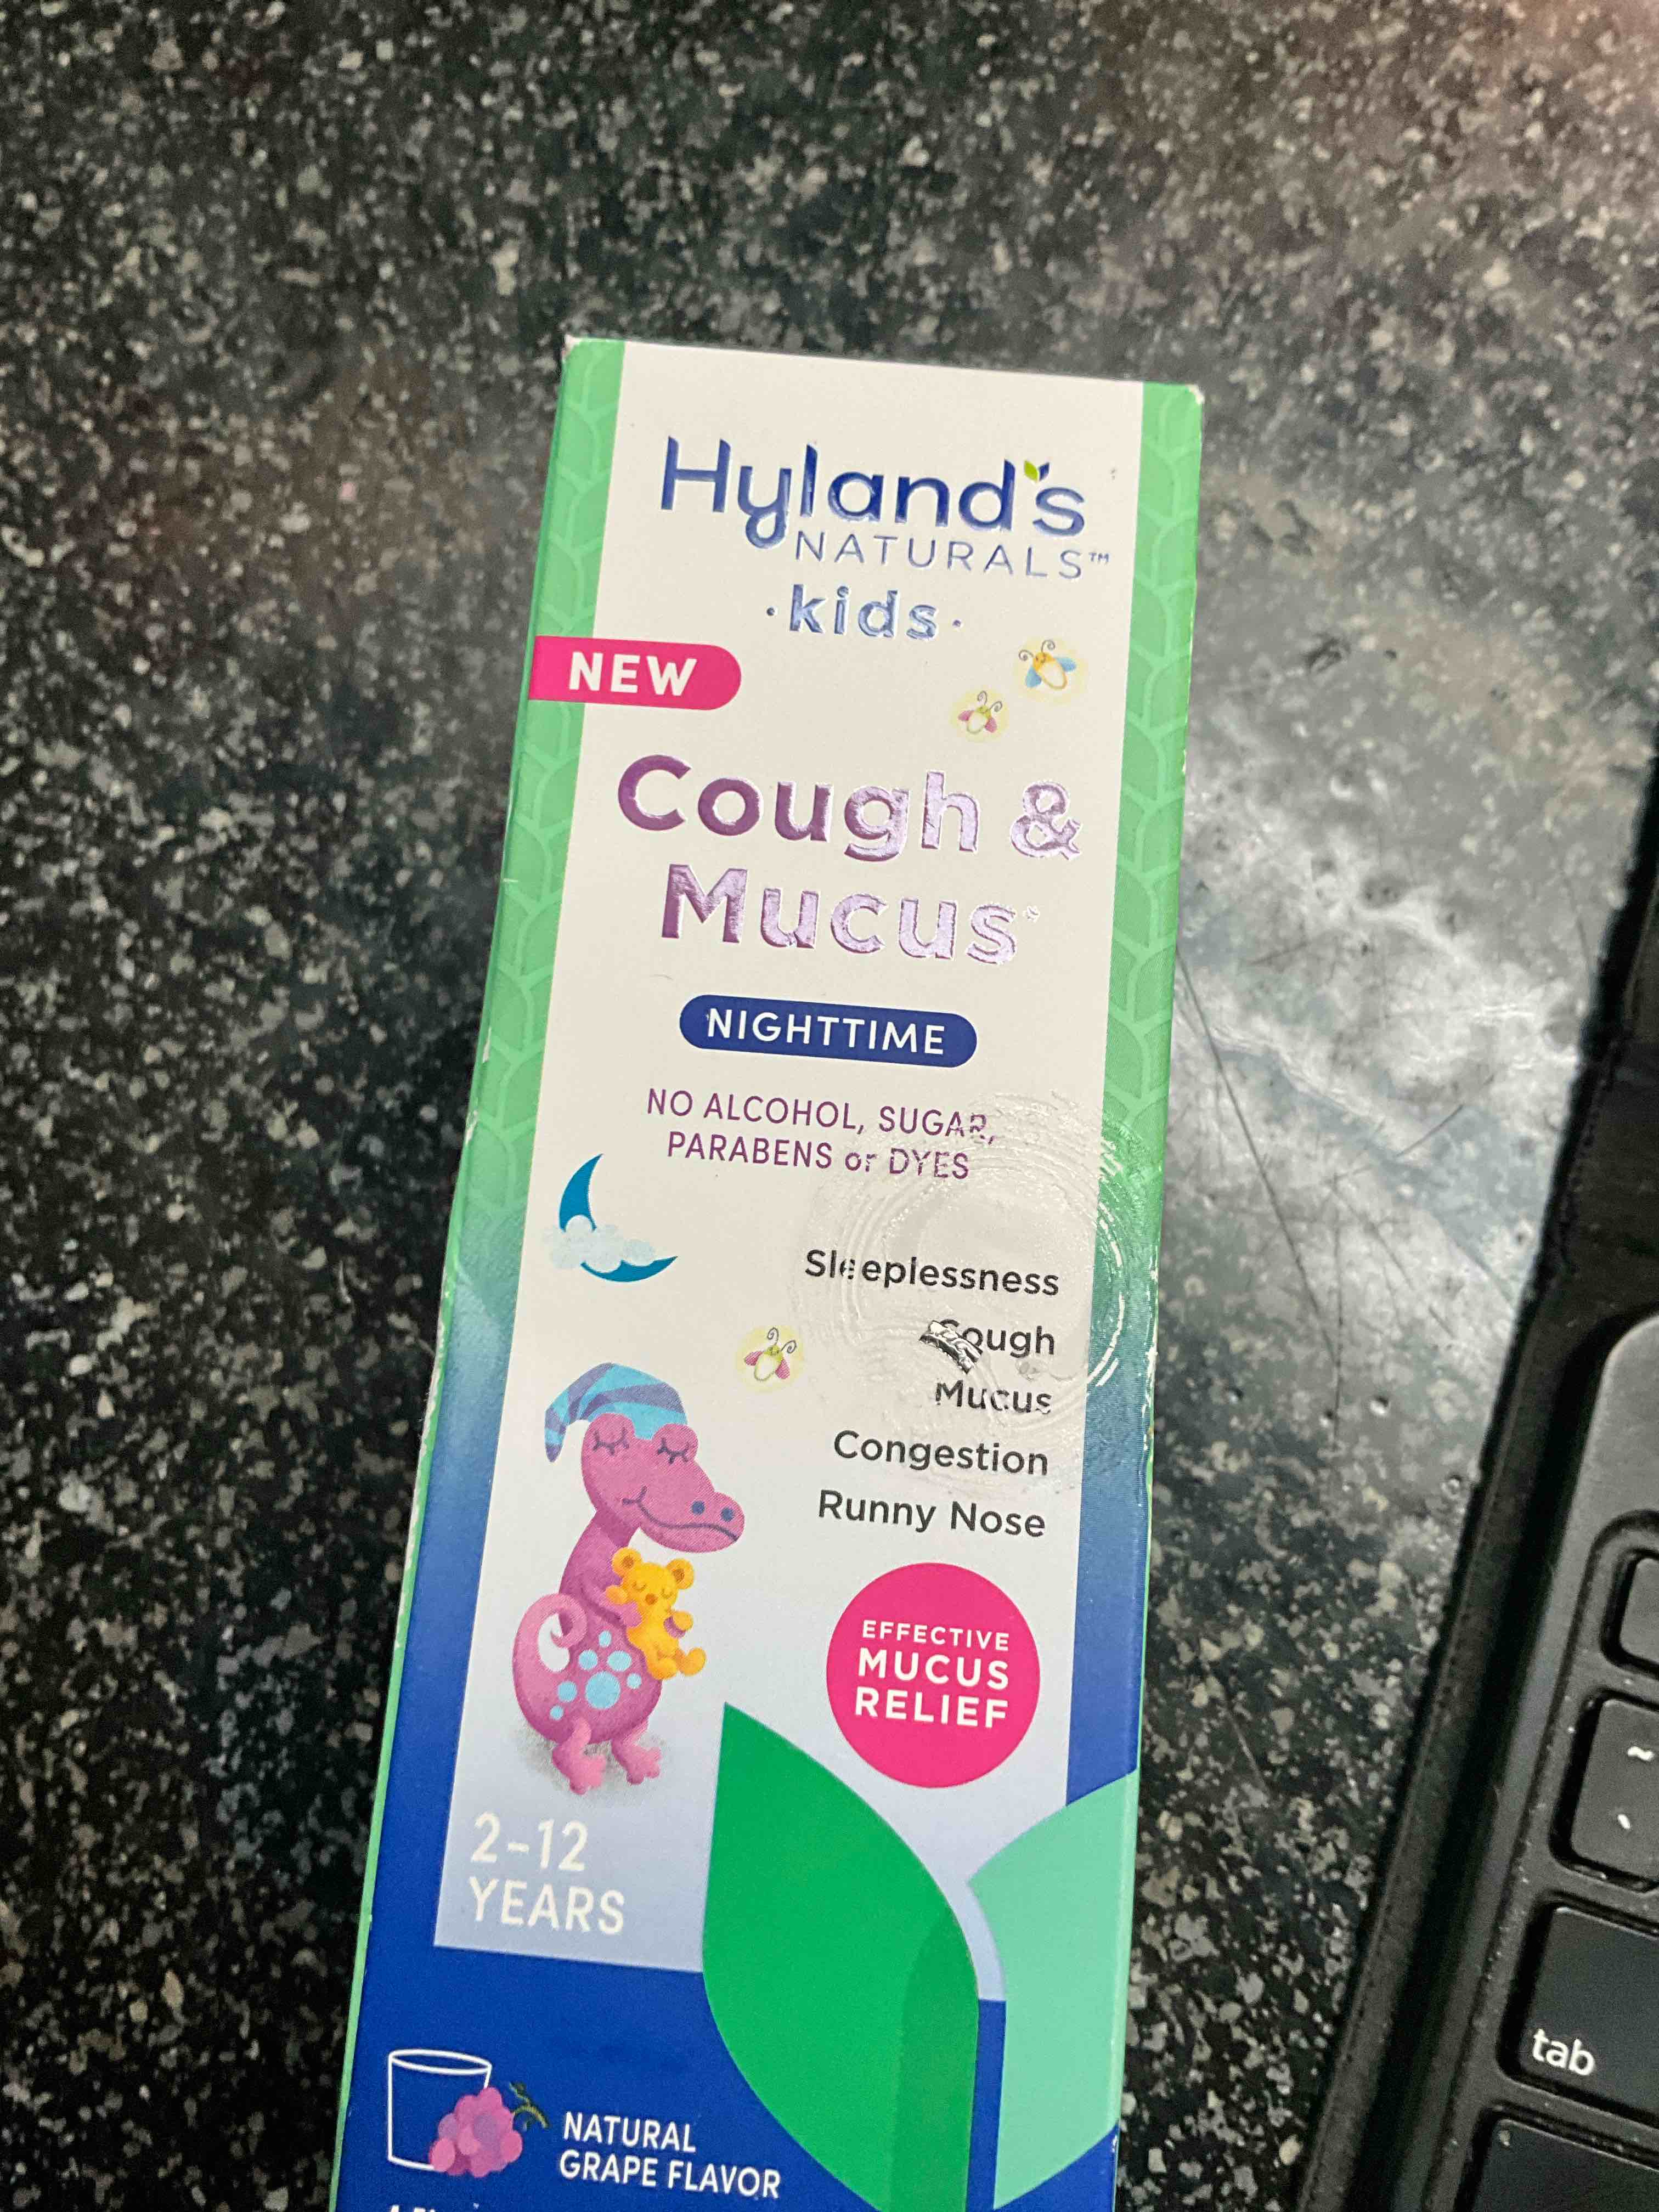 Hyland's
NATURALS™
• kids •
NEW
Cough &
Mucus*
NIGHTTIME
NO ALCOHOL, SUGAR,
PARABENS or DYES
Sleeplessness
Cough
Mucus
Congestion
Runny Nose
EFFECTIVE
MUCUS
RELIEF
2-12
YEARS
NATURAL
GRAPE FLAVOR
~
`
tab